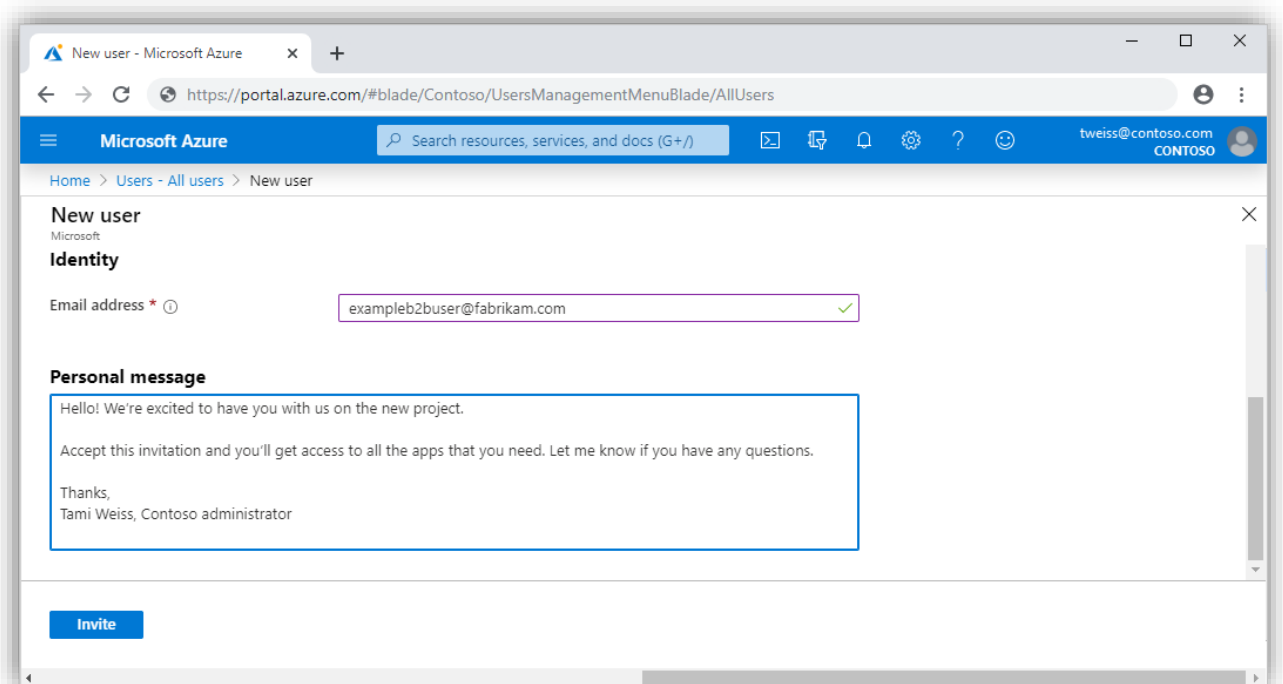 New user - Microsoft Azure
https://portal.azure.com/#blade/Contoso/UsersManagementMenuBlade/AllUsers
Microsoft Azure
Search resources, services, and docs (G+/)
tweiss@contoso.com
CONTOSO
Home > Users - All users > New user
New user
Microsoft
Identity
Email address *
exampleb2buser@fabrikam.com
Personal message
Hello! We're excited to have you with us on the new project.
Accept this invitation and you'll get access to all the apps that you need. Let me know if you have any questions.
Thanks,
Tami Weiss, Contoso administrator
Invite